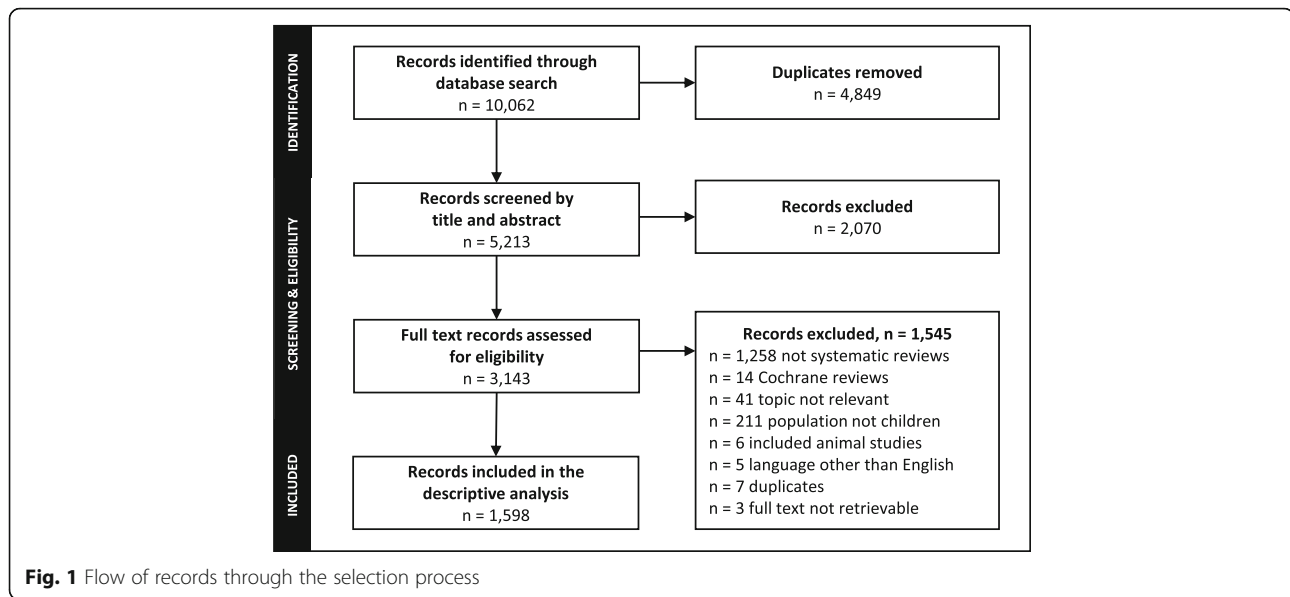 IDENTIFICATION
Records identified through
database search
n = 10,062
Duplicates removed
n = 4,849
SCREENING & ELIGIBILITY
Records screened by
title and abstract
n = 5,213
Records excluded
n = 2,070
Full text records assessed
for eligibility
n = 3,143
Records excluded, n = 1,545
n = 1,258 not systematic reviews
n = 14 Cochrane reviews
n = 41 topic not relevant
n = 211 population not children
n = 6 included animal studies
n = 5 language other than English
n = 7 duplicates
n = 3 full text not retrievable
INCLUDED
Records included in the
descriptive analysis
n = 1,598
Fig. 1 Flow of records through the selection process